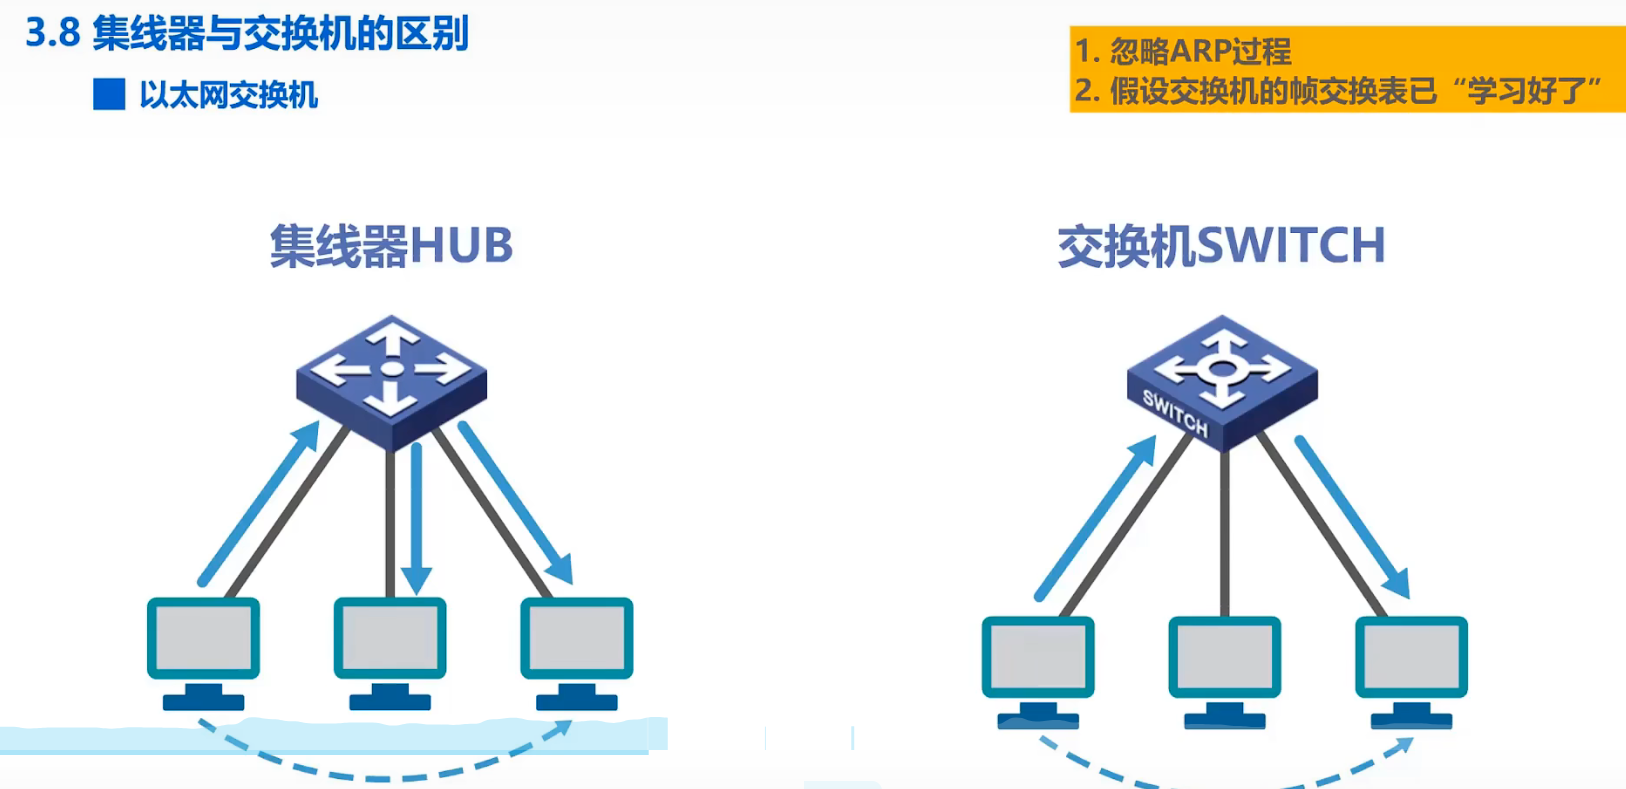 3.8 集线器与交换机的区别
以太网交换机
1. 忽略ARP过程
2. 假设交换机的帧交换表已“学习好了”
集线器HUB
交换机SWITCH
SWITCH